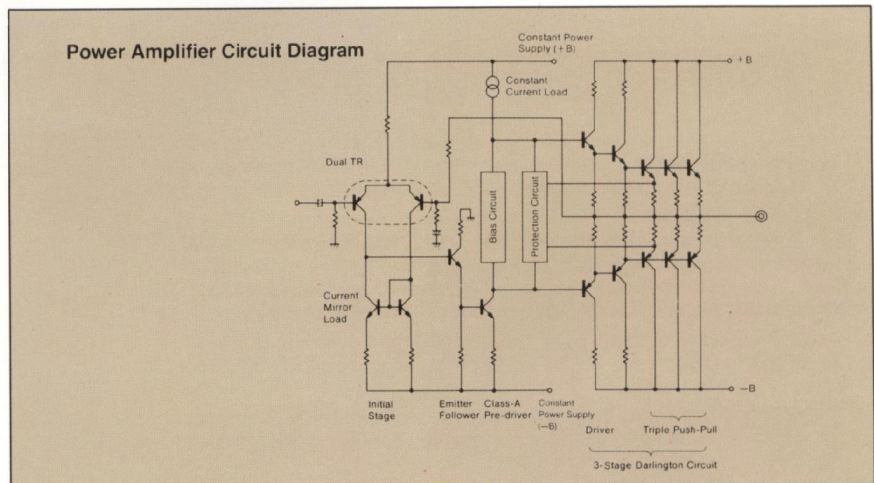 Power Amplifier Circuit Diagram
Constant Power
Supply (+B)
+B
Constant
Current Load
Dual TR
Bias Circuit
Protection Circuit
Current
Mirror
Load
-B
Initial
Stage
Emitter
Follower
Class-A
Pre-driver
Constant
Power Supply
(-B)
Driver
Triple Push-Pull
3-Stage Darlington Circuit